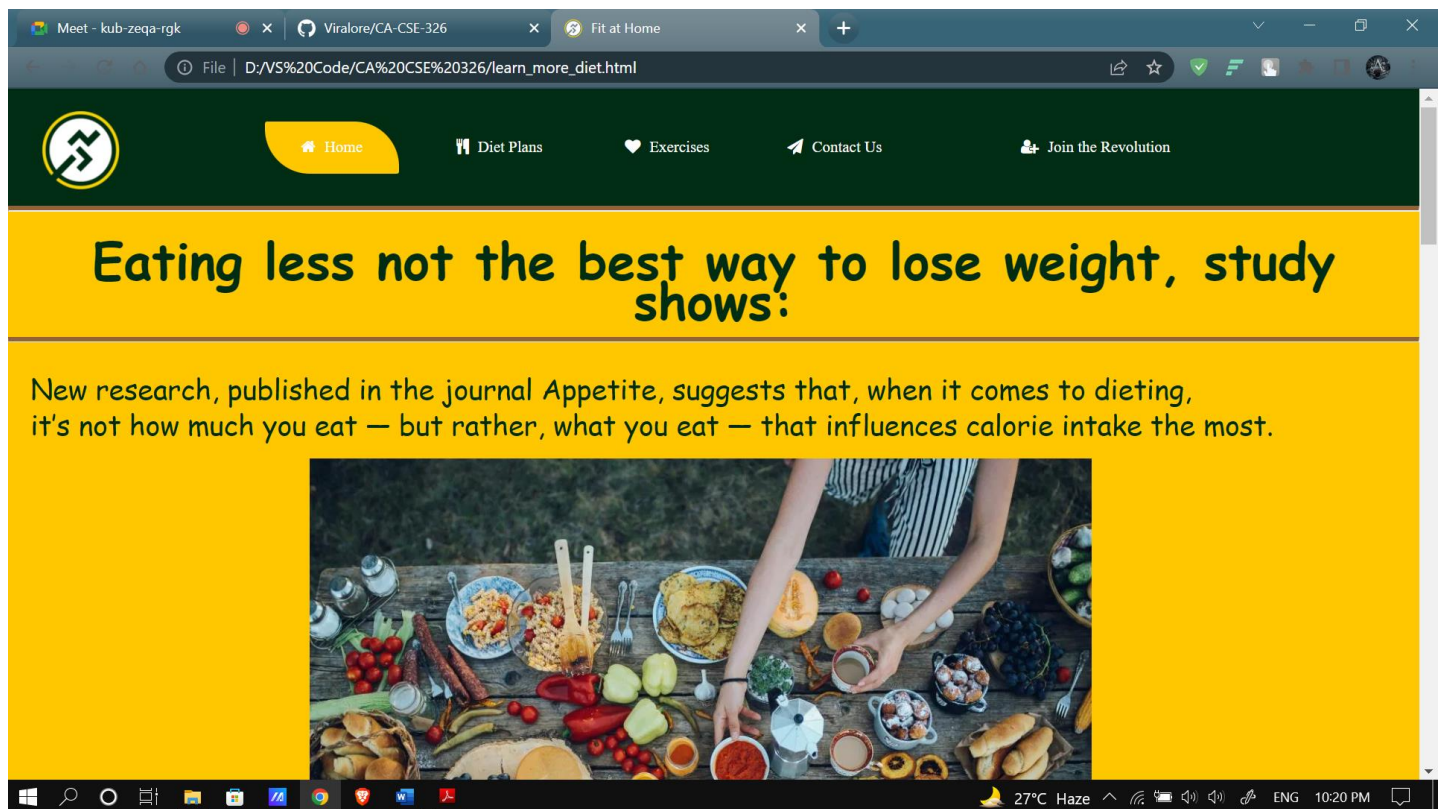 Meet - kub-zeqa-rgk
Viralore/CA-CSE-326
Fit at Home
File | D:/VS%20Code/CA%20CSE%20326/learn_more_diet.html
Home
Diet Plans
Exercises
Contact Us
Join the Revolution
Eating less not the best way to lose weight, study
shows:
New research, published in the journal Appetite, suggests that, when it comes to dieting,
it’s not how much you eat — but rather, what you eat — that influences calorie intake the most.
27°C Haze ENG 10:20 PM